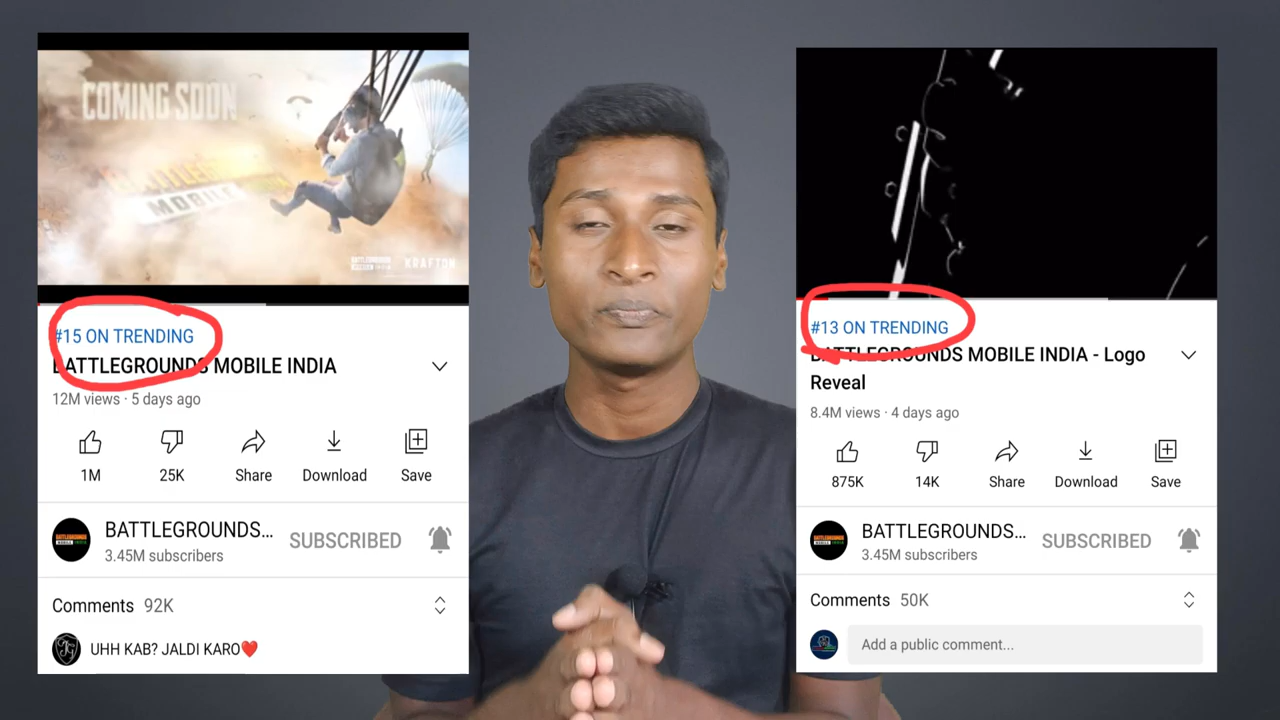 COMING SOON
BATTLEGROUNDS
MOBILE
KRAFTON
#15 ON TRENDING
BATTLEGROUNDS MOBILE INDIA
12M views · 5 days ago
1M
25K
Share
Download
Save
BATTLEGROUNDS...
3.45M subscribers
SUBSCRIBED
Comments 92K
UHH KAB? JALDI KARO❤️
#13 ON TRENDING
BATTLEGROUNDS MOBILE INDIA - Logo
Reveal
8.4M views · 4 days ago
875K
14K
Share
Download
Save
BATTLEGROUNDS...
3.45M subscribers
SUBSCRIBED
Comments 50K
Add a public comment...